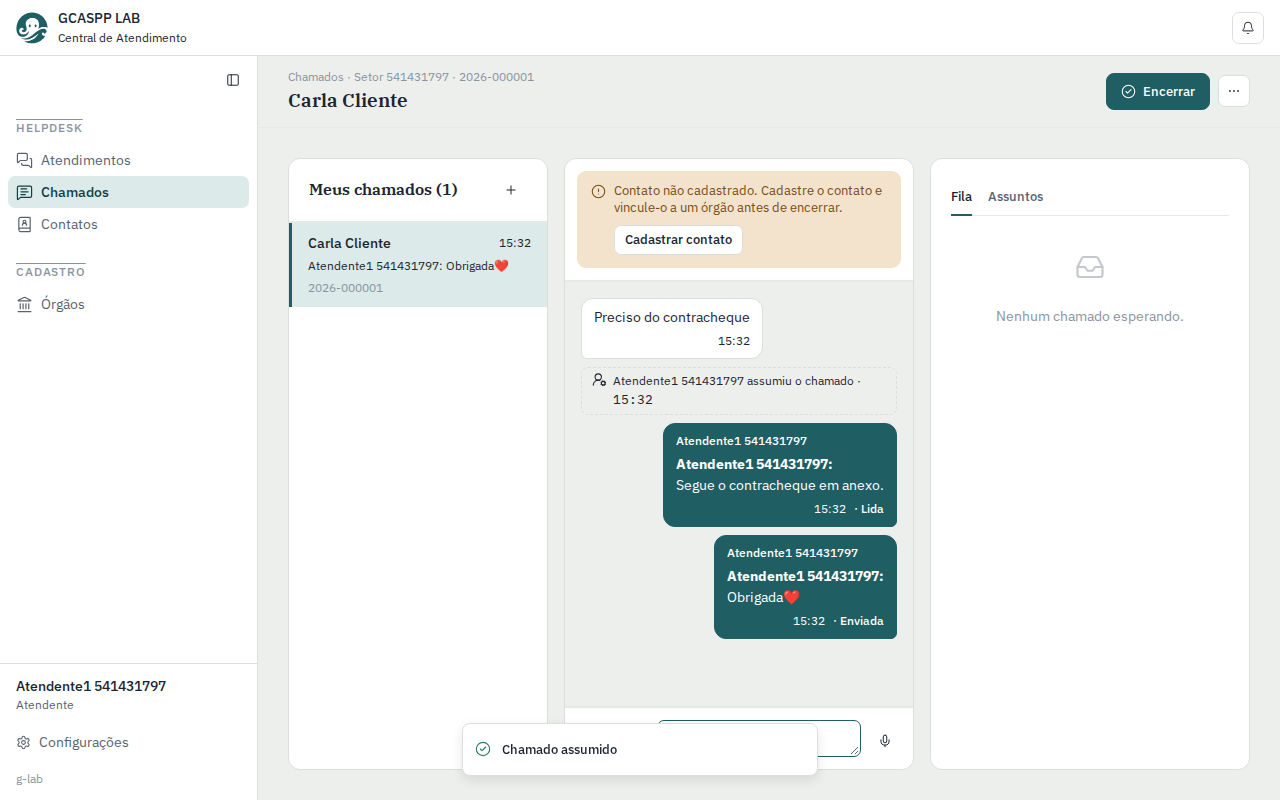 GCASPP LAB
Central de Atendimento
HELPDESK
Atendimentos
Chamados
Contatos
CADASTRO
Órgãos
Atendente1 541431797
Atendente
Configurações
g-lab
Chamados · Setor 541431797 · 2026-000001
Carla Cliente
Encerrar
Meus chamados (1)
Carla Cliente 15:32
Atendente1 541431797: Obrigada❤️
2026-000001
Contato não cadastrado. Cadastre o contato e
vincule-o a um órgão antes de encerrar.
Cadastrar contato
Preciso do contracheque
15:32
Atendente1 541431797 assumiu o chamado ·
15:32
Atendente1 541431797
Atendente1 541431797:
Segue o contracheque em anexo.
15:32 · Lida
Atendente1 541431797
Atendente1 541431797:
Obrigada❤️
15:32 · Enviada
Chamado assumido
Fila Assuntos
Nenhum chamado esperando.